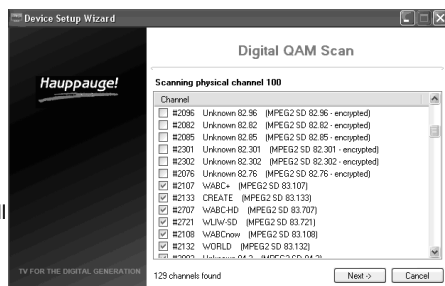 Device Setup Wizard
Digital QAM Scan
Hauppauge!
Scanning physical channel 100
Channel
#2096 Unknown 82.96 (MPEG2 SD 82.96 - encrypted)
#2082 Unknown 82.82 (MPEG2 SD 82.82 - encrypted)
#2085 Unknown 82.85 (MPEG2 SD 82.85 - encrypted)
#2301 Unknown 82.301 (MPEG2 SD 82.301 - encrypted)
#2302 Unknown 82.302 (MPEG2 SD 82.302 - encrypted)
#2076 Unknown 82.76 (MPEG2 SD 82.76 - encrypted)
#2107 WABC+ (MPEG2 SD 83.107)
#2133 CREATE (MPEG2 SD 83.133)
#2707 WABC-HD (MPEG2 SD 83.707)
#2721 WLIW-SD (MPEG2 SD 83.721)
#2108 WABCnow (MPEG2 SD 83.108)
#2132 WORLD (MPEG2 SD 83.132)
TV FOR THE DIGITAL GENERATION
129 channels found
Next ->
Cancel